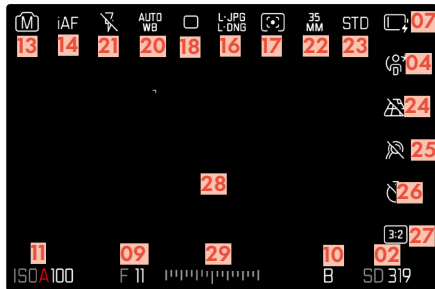 M iAF AUTO WB L-JPG L-DNG 35 MM STD 07
13 14 21 20 18 16 17 22 23
04
24
25
28 26
3:2 27
11 09 29 10 02
ISO A100 F 11 B SD 319